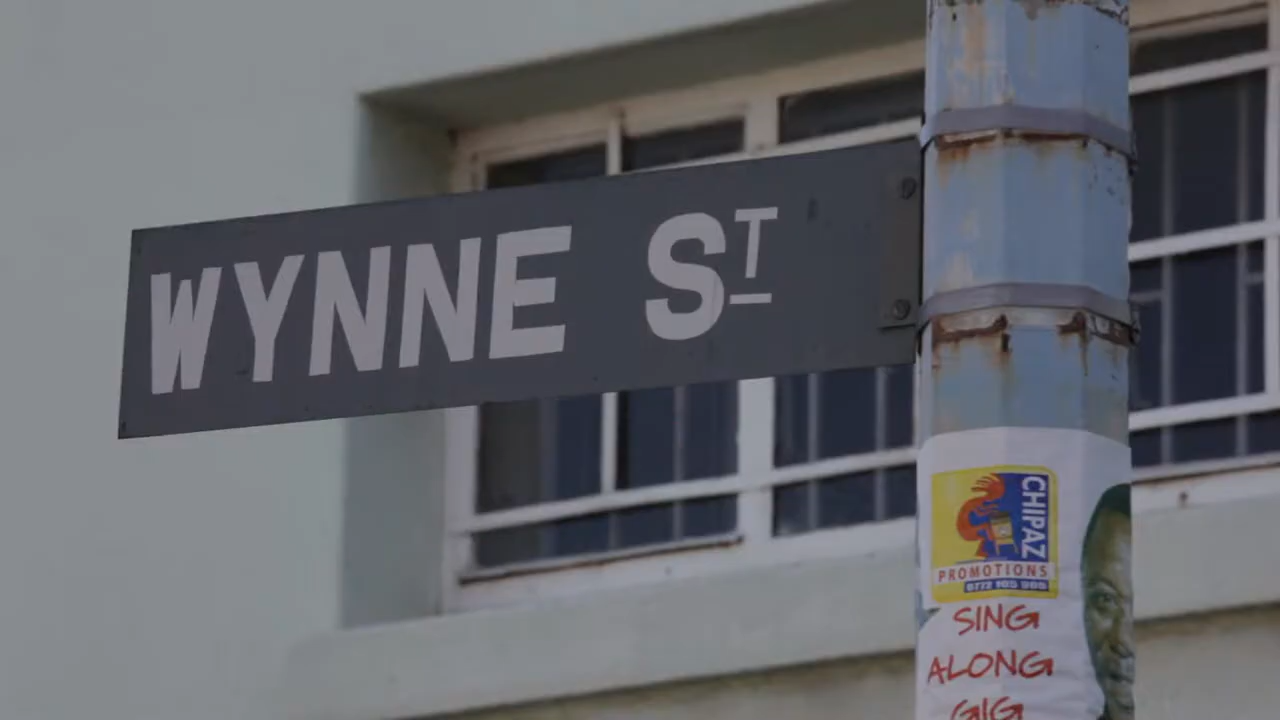 WYNNE ST
CHIPAZ
PROMOTIONS
SING
ALONG
GIG